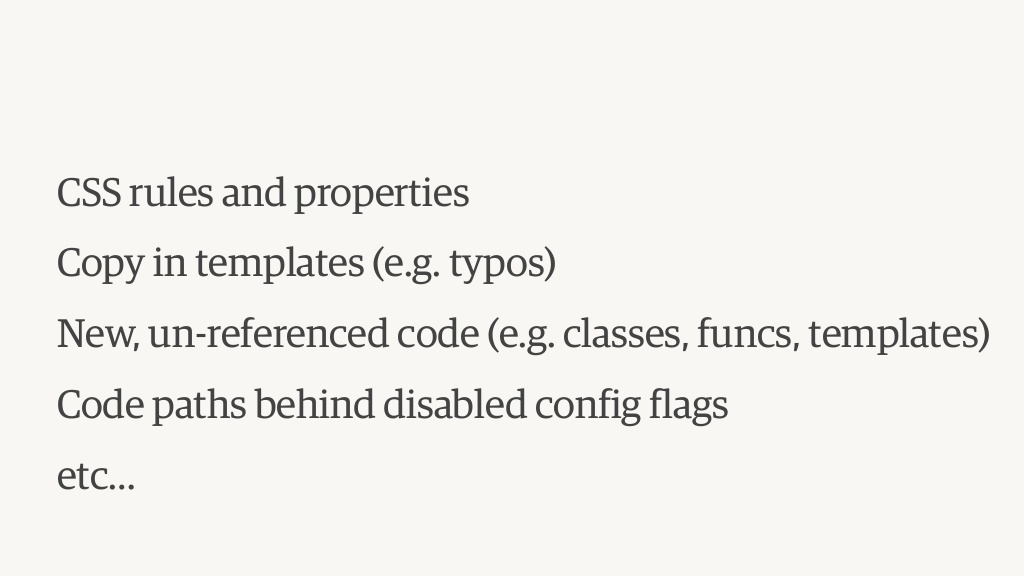 CSS rules and properties
Copy in templates (e.g. typos)
New, un-referenced code (e.g. classes, funcs, templates)
Code paths behind disabled config flags
etc...